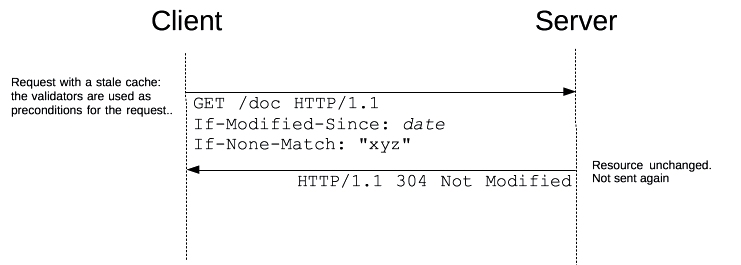 Client
Server
Request with a stale cache:
the validators are used as
preconditions for the request..
GET /doc HTTP/1.1
If-Modified-Since: date
If-None-Match: "xyz"
Resource unchanged.
Not sent again
HTTP/1.1 304 Not Modified